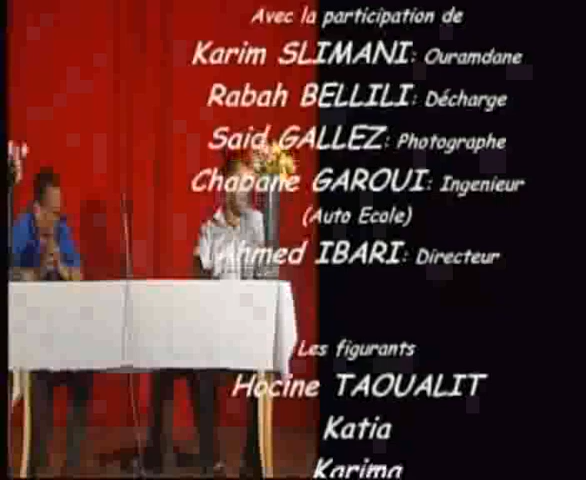 Avec la participation de
Karim SLIMANI: Ouramdane
Rabah BELLILI: Décharge
Said GALLEZ: Photographe
Chabane GAROUI: Ingenieur
(Auto Ecole)
Ahmed IBARI: Directeur
Les figurants
Hocine TAOUALIT
Katia
Karima